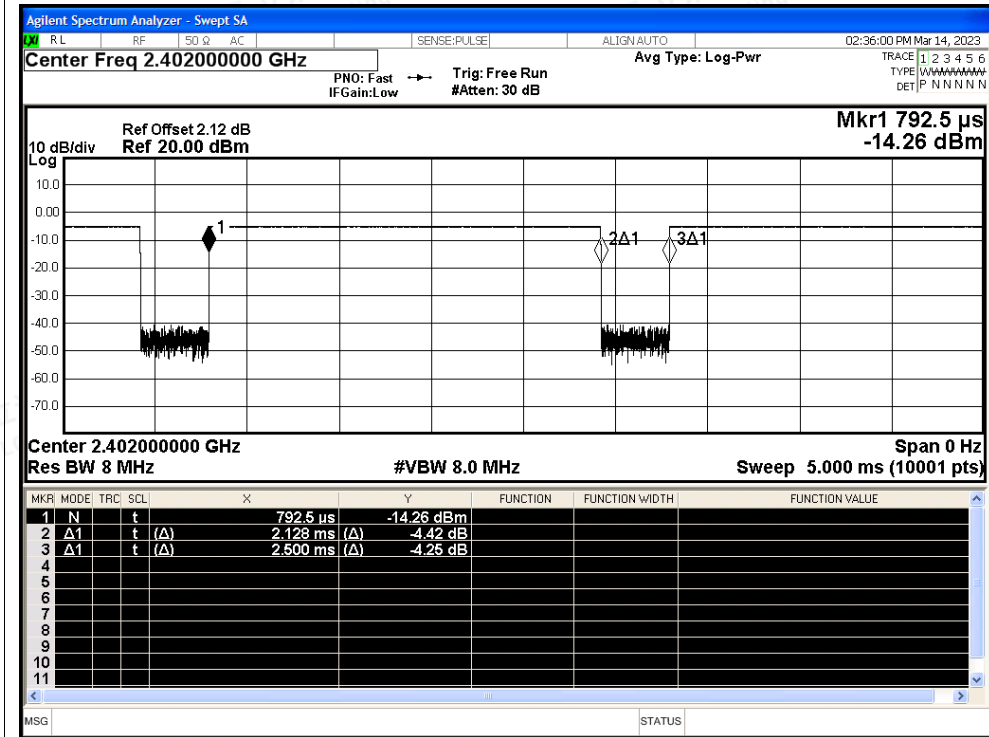 Agilent Spectrum Analyzer - Swept SA
LXI RL RF 50 Ω AC SENSE:PULSE ALIGN AUTO 02:36:00 PM Mar 14, 2023
Center Freq 2.402000000 GHz Avg Type: Log-Pwr TRACE 1 2 3 4 5 6
PNO: Fast Trig: Free Run TYPE WWWWWW
IFGain:Low #Atten: 30 dB DET P N N N N N
Mkr1 792.5 µs
Ref Offset 2.12 dB
10 dB/div Ref 20.00 dBm -14.26 dBm
Log
10.0
0.00
-10.0
-20.0
-30.0
-40.0
-50.0
-60.0
-70.0
1 2Δ1 3Δ1
Center 2.402000000 GHz Span 0 Hz
Res BW 8 MHz #VBW 8.0 MHz Sweep 5.000 ms (10001 pts)
MKR MODE TRC SCL X Y FUNCTION FUNCTION WIDTH FUNCTION VALUE
1 N t 792.5 µs -14.26 dBm
2 Δ1 t (Δ) 2.128 ms (Δ) -4.42 dB
3 Δ1 t (Δ) 2.500 ms (Δ) -4.25 dB
4
5
6
7
8
9
10
11
MSG STATUS